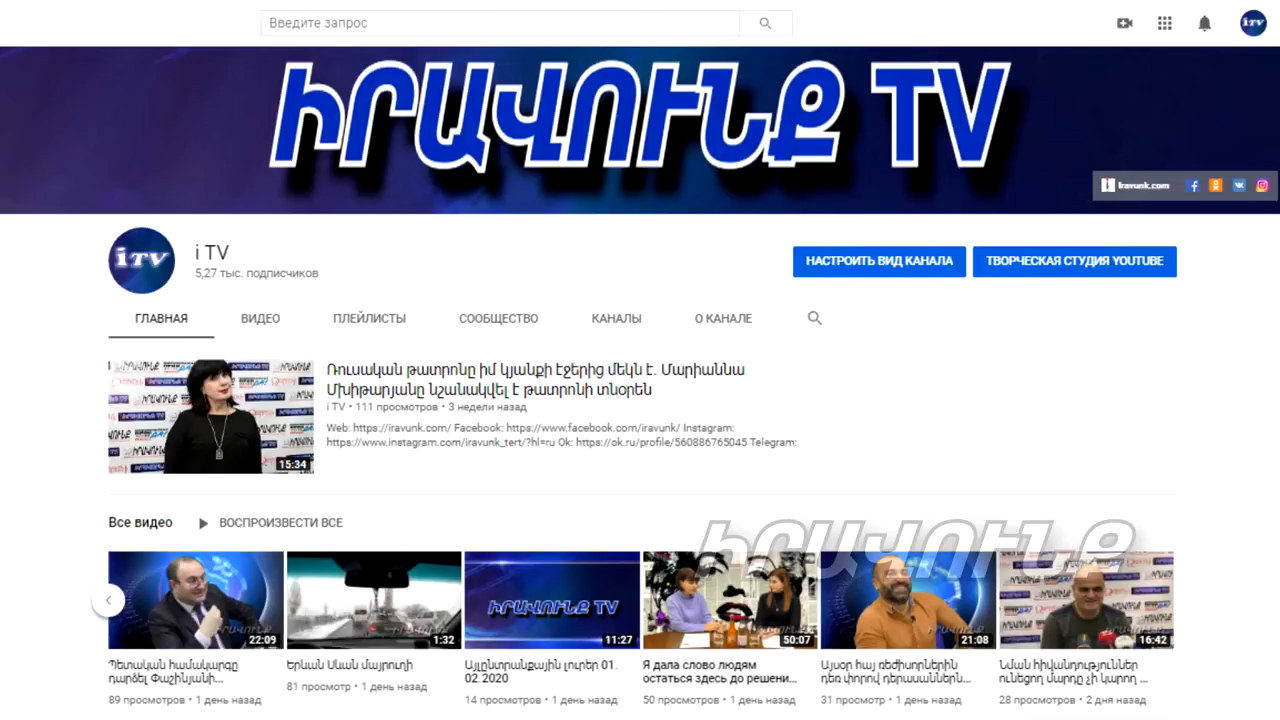 Введите запрос
iTV
ԻՐԱՎՈՒՆՔ TV
Iravunk.com
iTV
i TV
5,27 тыс. подписчиков
НАСТРОИТЬ ВИД КАНАЛА
ТВОРЧЕСКАЯ СТУДИЯ YOUTUBE
ГЛАВНАЯ ВИДЕО ПЛЕЙЛИСТЫ СООБЩЕСТВО КАНАЛЫ О КАНАЛЕ
Ռուսական թատրոնը իմ կյանքի էջերից մեկն է. Մարիաննա
Մխիթարյանը նշանակվել է թատրոնի տնօրեն
i TV • 111 просмотров • 3 недели назад
Web: https://iravunk.com/ Facebook: https://www.facebook.com/iravunk/ Instagram:
https://www.instagram.com/iravunk_tert/?hl=ru Ok: https://ok.ru/profile/560886765045 Telegram:
15:34
Все видео ВОСПРОИЗВЕСТИ ВСЕ
ԻՐԱՎՈՒՆՔ
ԻՐԱՎՈՒՆՔ TV
22:09 1:32 11:27 50:07 21:08 16:42
Պետական համակարգը
դարձել Փաշինյանի...
89 просмотров • 1 день назад
Երևան Սևան մայրուղի
81 просмотр • 1 день назад
Այլընտրանքային լուրեր 01.
02.2020
14 просмотров • 1 день назад
Я дала слово людям
остаться здесь до решени...
50 просмотров • 1 день назад
Այսօր հայ ռեժիսորներին
դեռ փորով դերասաններն...
31 просмотр • 1 день назад
Նման հիվանդություններ
ունեցող մարդը չի կարող ...
28 просмотров • 2 дня назад